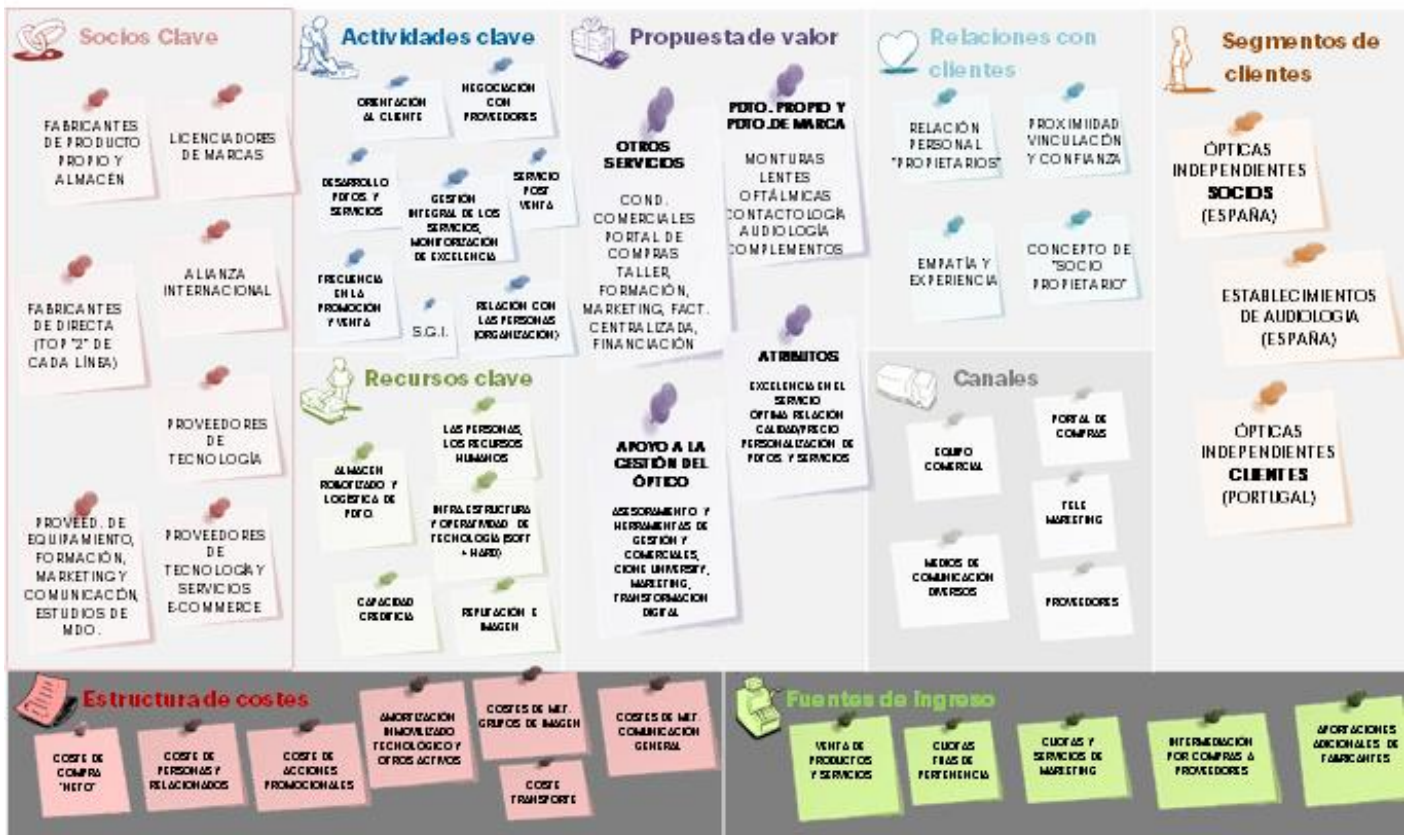 Socios Clave
FABRICANTES
DE PRODUCTO
PROPIO Y
ALMACÉN
LICENCIADORES
DE MARCAS
FABRICANTES
DE DIRECTA
(TOP "2" DE
CADA LÍNEA)
ALIANZA
INTERNACIONAL
PROVEEDORES
DE
TECNOLOGÍA
PROVEED. DE
EQUIPAMIENTO,
FORMACIÓN,
MARKETING Y
COMUNICACIÓN,
ESTUDIOS DE
MDO.
PROVEEDORES
DE
TECNOLOGÍA Y
SERVICIOS
E-COMMERCE
Actividades clave
ORIENTACIÓN
AL CLIENTE
NEGOCIACIÓN
CON
PROVEEDORES
DESARROLLO
PDTOS. Y
SERVICIOS
GESTIÓN
INTEGRAL DE LOS
SERVICIOS,
MONITORIZACIÓN
DE EXCELENCIA
SERVICIO
POST
VENTA
FRECUENCIA
EN LA
PROMOCIÓN
Y VENTA
S.G.I.
RELACIÓN CON
LAS PERSONAS
(ORGANIZACIÓN)
Recursos clave
LAS PERSONAS,
LOS RECURSOS
HUMANOS
ALMACEN
ROBOTIZADO Y
LOGÍSTICA DE
PDTO.
INFRAESTRUCTURA
Y OPERATIVIDAD DE
TECNOLOGÍA (SOFT
+ HARD)
CAPACIDAD
CREDITICIA
REPUTACIÓN E
IMAGEN
Propuesta de valor
OTROS
SERVICIOS
COND.
COMERCIALES
PORTAL DE
COMPRAS
TALLER,
FORMACIÓN,
MARKETING, FACT.
CENTRALIZADA,
FINANCIACIÓN
PDTO. PROPIO Y
PDTO. DE MARCA
MONTURAS
LENTES
OFTÁLMICAS
CONTACTOLOGÍA
AUDIOLOGÍA
COMPLEMENTOS
APOYO A LA
GESTIÓN DEL
ÓPTICO
ASESORAMIENTO Y
HERRAMIENTAS DE
GESTIÓN Y
COMERCIALES,
CIONE UNIVERSITY,
MARKETING,
TRANSFORMACION
DIGITAL
ATRIBUTOS
EXCELENCIA EN EL
SERVICIO
ÓPTIMA RELACIÓN
CALIDAD/PRECIO
PERSONALIZACIÓN DE
PDTOS. Y SERVICIOS
Relaciones con
clientes
RELACIÓN
PERSONAL
"PROPIETARIOS"
PROXIMIIDAD
VINCULACIÓN
Y CONFIANZA
EMPATÍA Y
EXPERIENCIA
CONCEPTO DE
"SOCIO
PROPIETARIO"
Canales
EQUIPO
COMERCIAL
PORTAL DE
COMPRAS
TELE
MARKETING
MEDIOS DE
COMUNICACIÓN
DIVERSOS
PROVEEDORES
Segmentos de
clientes
ÓPTICAS
INDEPENDIENTES
SOCIOS
(ESPAÑA)
ESTABLECIMIENTOS
DE AUDIOLOGÍA
(ESPAÑA)
ÓPTICAS
INDEPENDIENTES
CLIENTES
(PORTUGAL)
Estructura de costes
COSTE DE
COMPRA
"NETO"
COSTE DE
PERSONAS Y
RELACIONADOS
COSTE DE
ACCIONES
PROMOCIONALES
AMORTIZACIÓN
INMOVILIZADO
TECNOLÓGICO Y
OTROS ACTIVOS
COSTES DE MKT.
GRUPOS DE IMAGEN
COSTE
TRANSPORTE
COSTES DE MKT.
COMUNICACIÓN
GENERAL
Fuentes de ingreso
VENTA DE
PRODUCTOS
Y SERVICIOS
CUOTAS
FIJAS DE
PERTENENCIA
CUOTAS Y
SERVICIOS DE
MARKETING
INTERMEDIACIÓN
POR COMPRAS A
PROVEEDORES
APORTACIONES
ADICIONALES DE
FABRICANTES